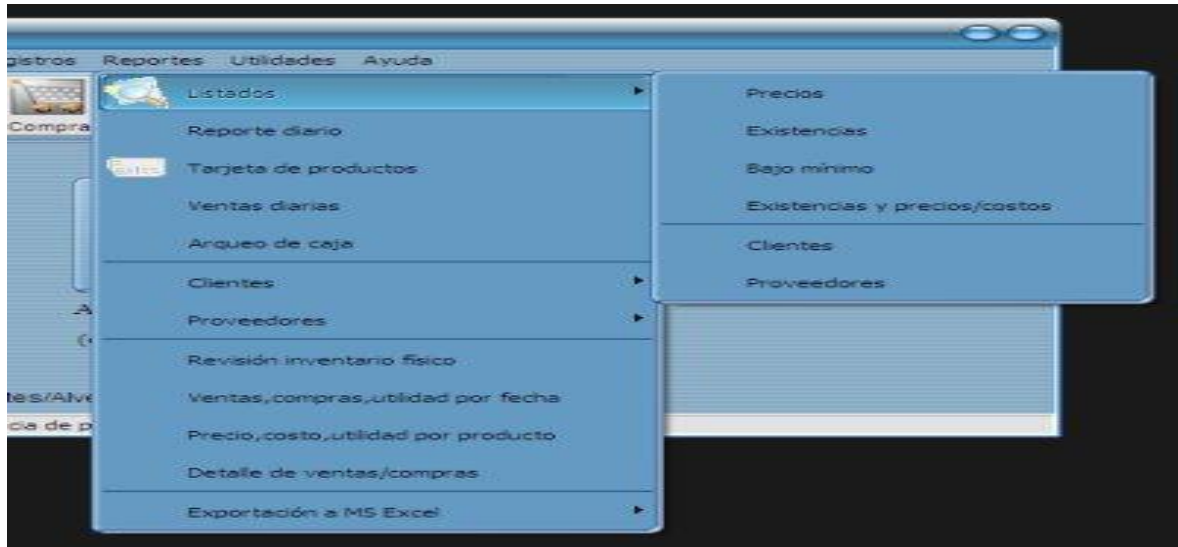 gistros Reportes Utilidades Ayuda
Compra
Listados
Reporte diario
Tarjeta de productos
Ventas diarias
Arqueo de caja
Clientes
Proveedores
Revisión inventario físico
Ventas,compras,utilidad por fecha
Precio,costo,utilidad por producto
Detalle de ventas/compras
Exportación a MS Excel
Precios
Existencias
Bajo mínimo
Existencias y precios/costos
Clientes
Proveedores
A
(
tes/Alve
cia de p